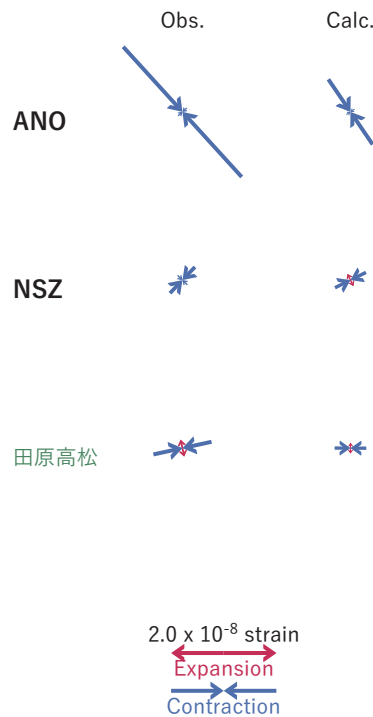 Obs. Calc.
ANO
NSZ
田原高松
2.0 x 10-8 strain
Expansion
Contraction